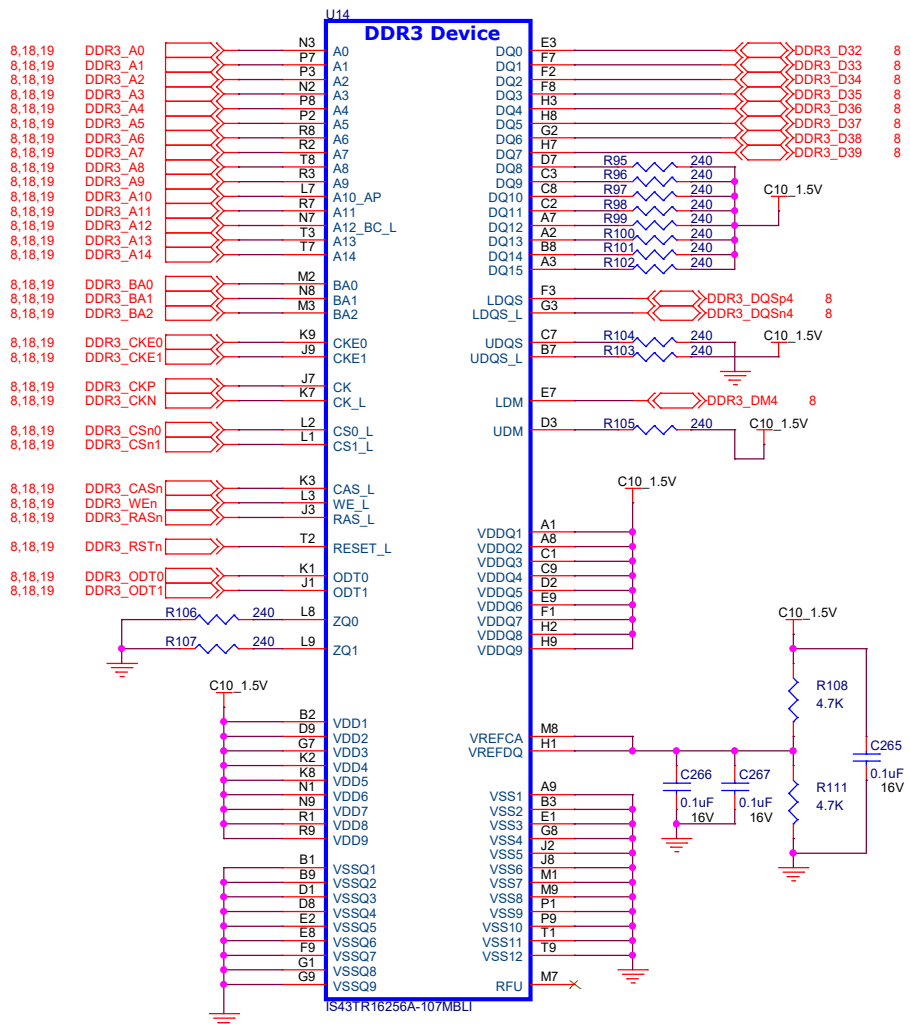 U14
DDR3 Device
8,18,19 DDR3_A0 N3 A0 DQ0 E3 DDR3_D32 8
8,18,19 DDR3_A1 P7 A1 DQ1 F7 DDR3_D33 8
8,18,19 DDR3_A2 P3 A2 DQ2 F2 DDR3_D34 8
8,18,19 DDR3_A3 N2 A3 DQ3 F8 DDR3_D35 8
8,18,19 DDR3_A4 P8 A4 DQ4 H3 DDR3_D36 8
8,18,19 DDR3_A5 P2 A5 DQ5 H8 DDR3_D37 8
8,18,19 DDR3_A6 R8 A6 DQ6 G2 DDR3_D38 8
8,18,19 DDR3_A7 R2 A7 DQ7 H7 DDR3_D39 8
8,18,19 DDR3_A8 T8 A8 DQ8 D7 R95 240
8,18,19 DDR3_A9 R3 A9 DQ9 C3 R96 240
8,18,19 DDR3_A10 L7 A10_AP DQ10 C8 R97 240 C10_1.5V
8,18,19 DDR3_A11 R7 A11 DQ11 C2 R98 240
8,18,19 DDR3_A12 N7 A12_BC_L DQ12 A7 R99 240
8,18,19 DDR3_A13 T3 A13 DQ13 A2 R100 240
8,18,19 DDR3_A14 T7 A14 DQ14 B8 R101 240
DQ15 A3 R102 240
8,18,19 DDR3_BA0 M2 BA0
8,18,19 DDR3_BA1 N8 BA1 LDQS F3 DDR3_DQSp4 8
8,18,19 DDR3_BA2 M3 BA2 LDQS_L G3 DDR3_DQSn4 8
8,18,19 DDR3_CKE0 K9 CKE0 UDQS C7 R104 240 C10_1.5V
8,18,19 DDR3_CKE1 J9 CKE1 UDQS_L B7 R103 240
8,18,19 DDR3_CKP J7 CK
8,18,19 DDR3_CKN K7 CK_L LDM E7 DDR3_DM4 8
8,18,19 DDR3_CSn0 L2 CS0_L UDM D3 R105 240 C10_1.5V
8,18,19 DDR3_CSn1 L1 CS1_L
8,18,19 DDR3_CASn K3 CAS_L C10_1.5V
8,18,19 DDR3_WEn L3 WE_L
8,18,19 DDR3_RASn J3 RAS_L
VDDQ1 A1
8,18,19 DDR3_RSTn T2 RESET_L VDDQ2 A8
VDDQ3 C1
8,18,19 DDR3_ODT0 K1 ODT0 VDDQ4 C9
8,18,19 DDR3_ODT1 J1 ODT1 VDDQ5 D2
VDDQ6 E9
R106 240 L8 ZQ0 VDDQ7 F1 C10_1.5V
VDDQ8 H2
R107 240 L9 ZQ1 VDDQ9 H9
C10_1.5V R108
4.7K
B2 VDD1
D9 VDD2 VREFCA M8
G7 VDD3 VREFDQ H1 C265
K2 VDD4 0.1uF
K8 VDD5 C266 C267 R111 16V
N1 VDD6 VSS1 A9 0.1uF 0.1uF 4.7K
N9 VDD7 VSS2 B3 16V 16V
R1 VDD8 VSS3 E1
R9 VDD9 VSS4 G8
VSS5 J2
B1 VSSQ1 VSS6 J8
B9 VSSQ2 VSS7 M1
D1 VSSQ3 VSS8 M9
D8 VSSQ4 VSS9 P1
E2 VSSQ5 VSS10 P9
E8 VSSQ6 VSS11 T1
F9 VSSQ7 VSS12 T9
G1 VSSQ8
G9 VSSQ9 RFU M7
IS43TR16256A-107MBLI